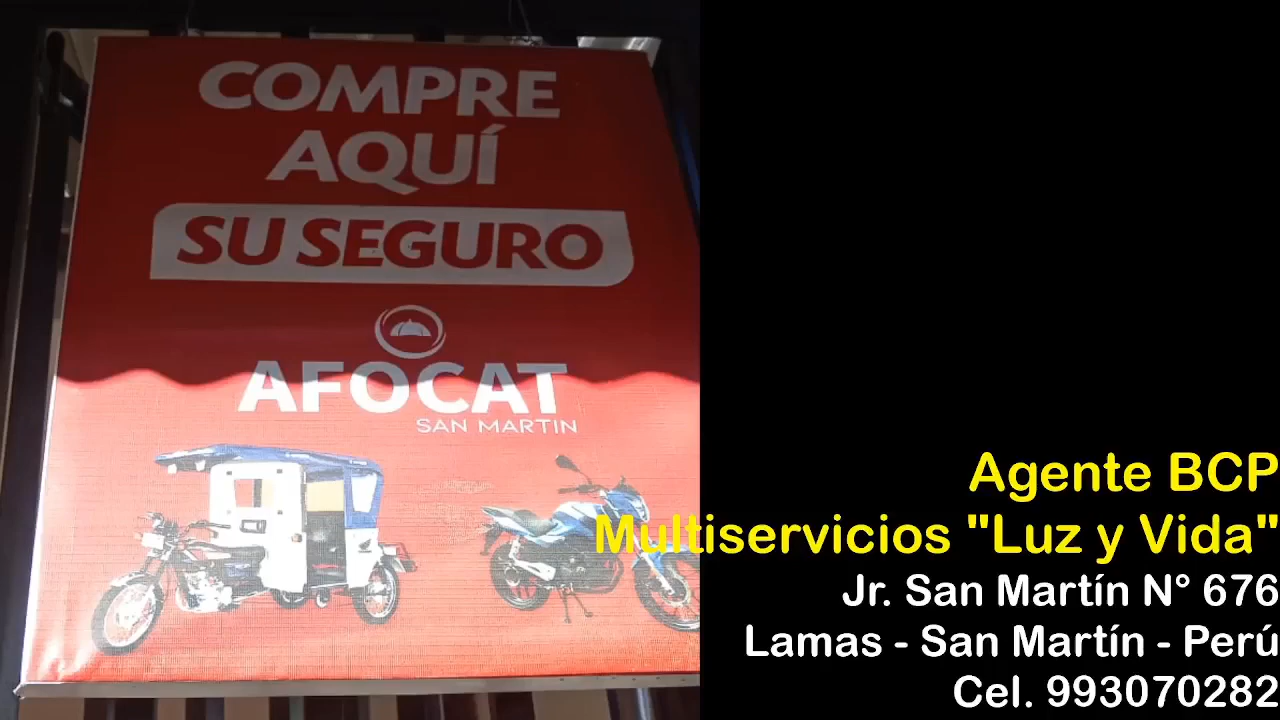 COMPRE
AQUÍ
SU SEGURO
AFOCAT
SAN MARTIN
Agente BCP
Multiservicios "Luz y Vida"
Jr. San Martín N° 676
Lamas - San Martín - Perú
Cel. 993070282